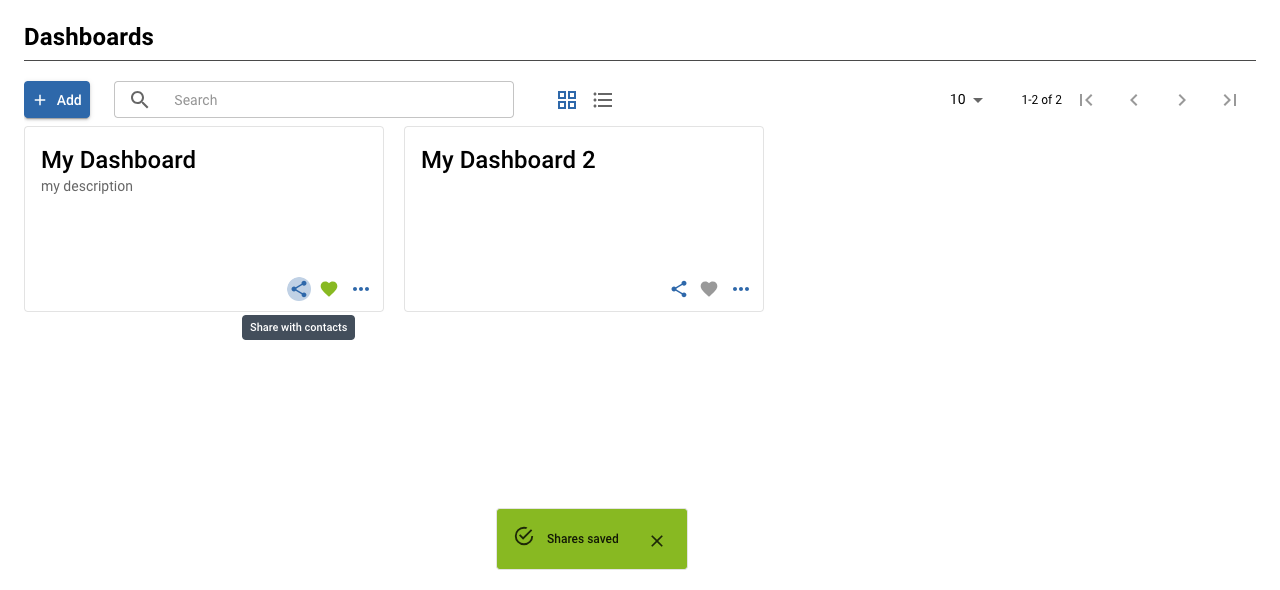 Dashboards
Add
Search
10
1-2 of 2
My Dashboard
my description
My Dashboard 2
Share with contacts
Shares saved